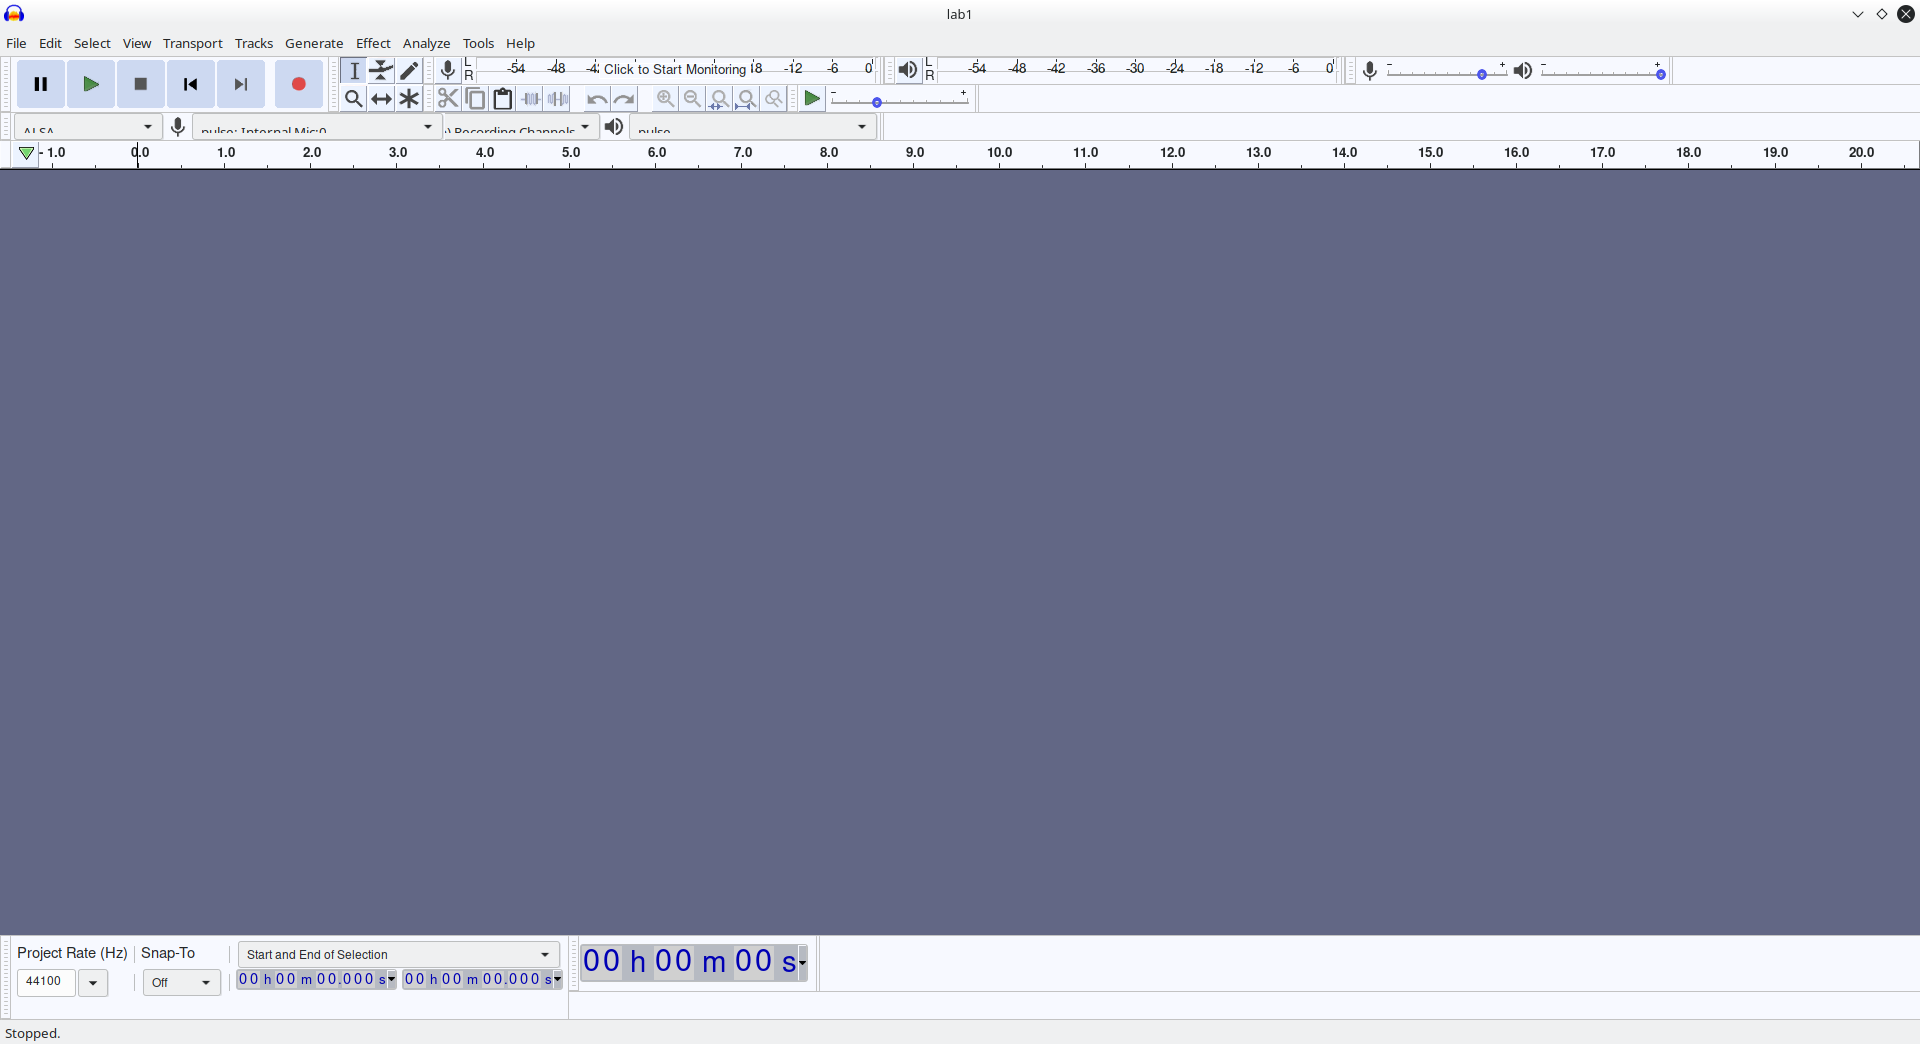 lab1
File Edit Select View Transport Tracks Generate Effect Analyze Tools Help
L -54 -48 -4 Click to Start Monitoring 18 -12 -6 0 L -54 -48 -42 -36 -30 -24 -18 -12 -6 0 - + - +
R R
- +
ALSA pulse: Internal Mic:0 ) Recording Channels pulse
- 1.0 0.0 1.0 2.0 3.0 4.0 5.0 6.0 7.0 8.0 9.0 10.0 11.0 12.0 13.0 14.0 15.0 16.0 17.0 18.0 19.0 20.0
Project Rate (Hz) Snap-To Start and End of Selection
00 h 00 m 00 s
44100 Off 00 h 00 m 00.000 s 00 h 00 m 00.000 s
Stopped.